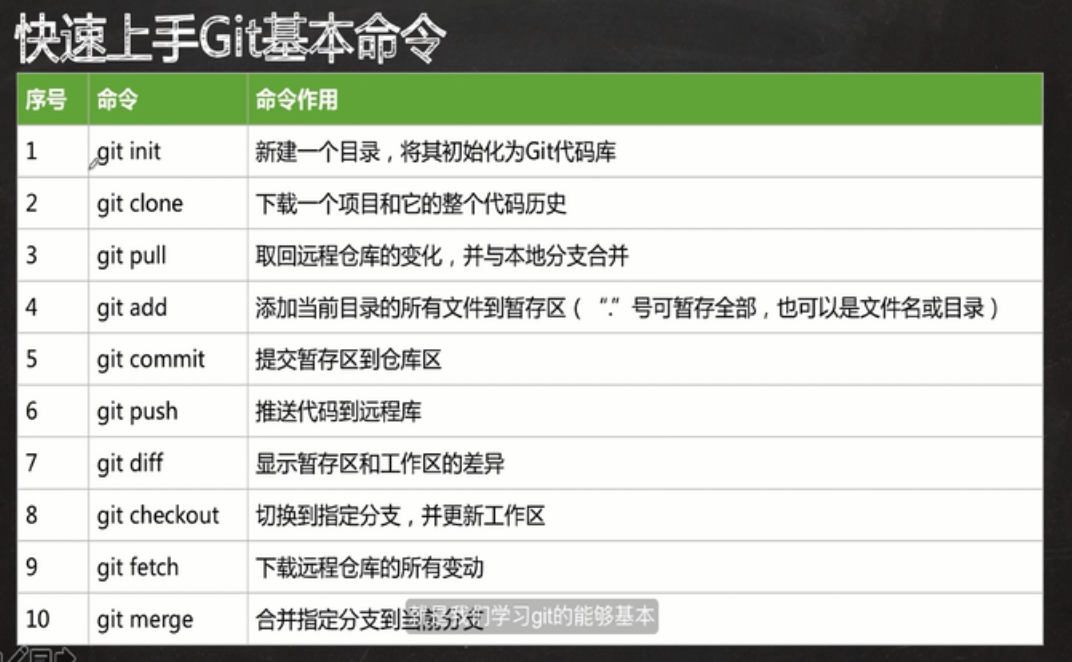 快速上手Git基本命令
序号 命令 命令作用
1 git init 新建一个目录，将其初始化为Git代码库
2 git clone 下载一个项目和它的整个代码历史
3 git pull 取回远程仓库的变化，并与本地分支合并
4 git add 添加当前目录的所有文件到暂存区（ “.” 号可暂存全部，也可以是文件名或目录）
5 git commit 提交暂存区到仓库区
6 git push 推送代码到远程库
7 git diff 显示暂存区和工作区的差异
8 git checkout 切换到指定分支，并更新工作区
9 git fetch 下载远程仓库的所有变动
10 git merge 合并指定分支到当前分支
就是我们学习git的能够基本